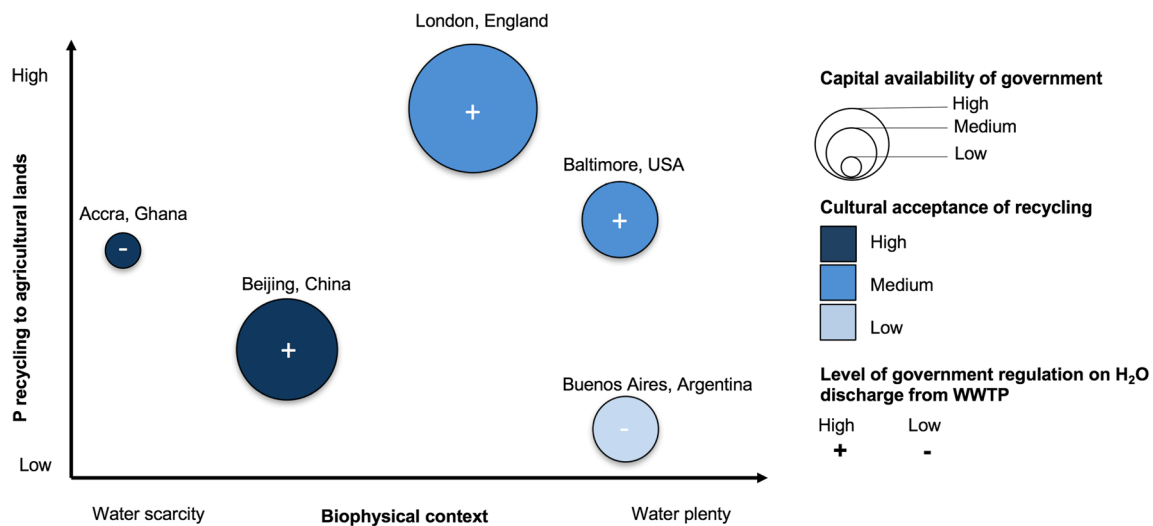 London, England
High
Baltimore, USA
Accra, Ghana
Beijing, China
Buenos Aires, Argentina
P recycling to agricultural lands
Low
Water scarcity
Biophysical context
Water plenty
Capital availability of government
High
Medium
Low
Cultural acceptance of recycling
High
Medium
Low
Level of government regulation on H₂O
discharge from WWTP
High Low
+ -
+
+
-
+
-